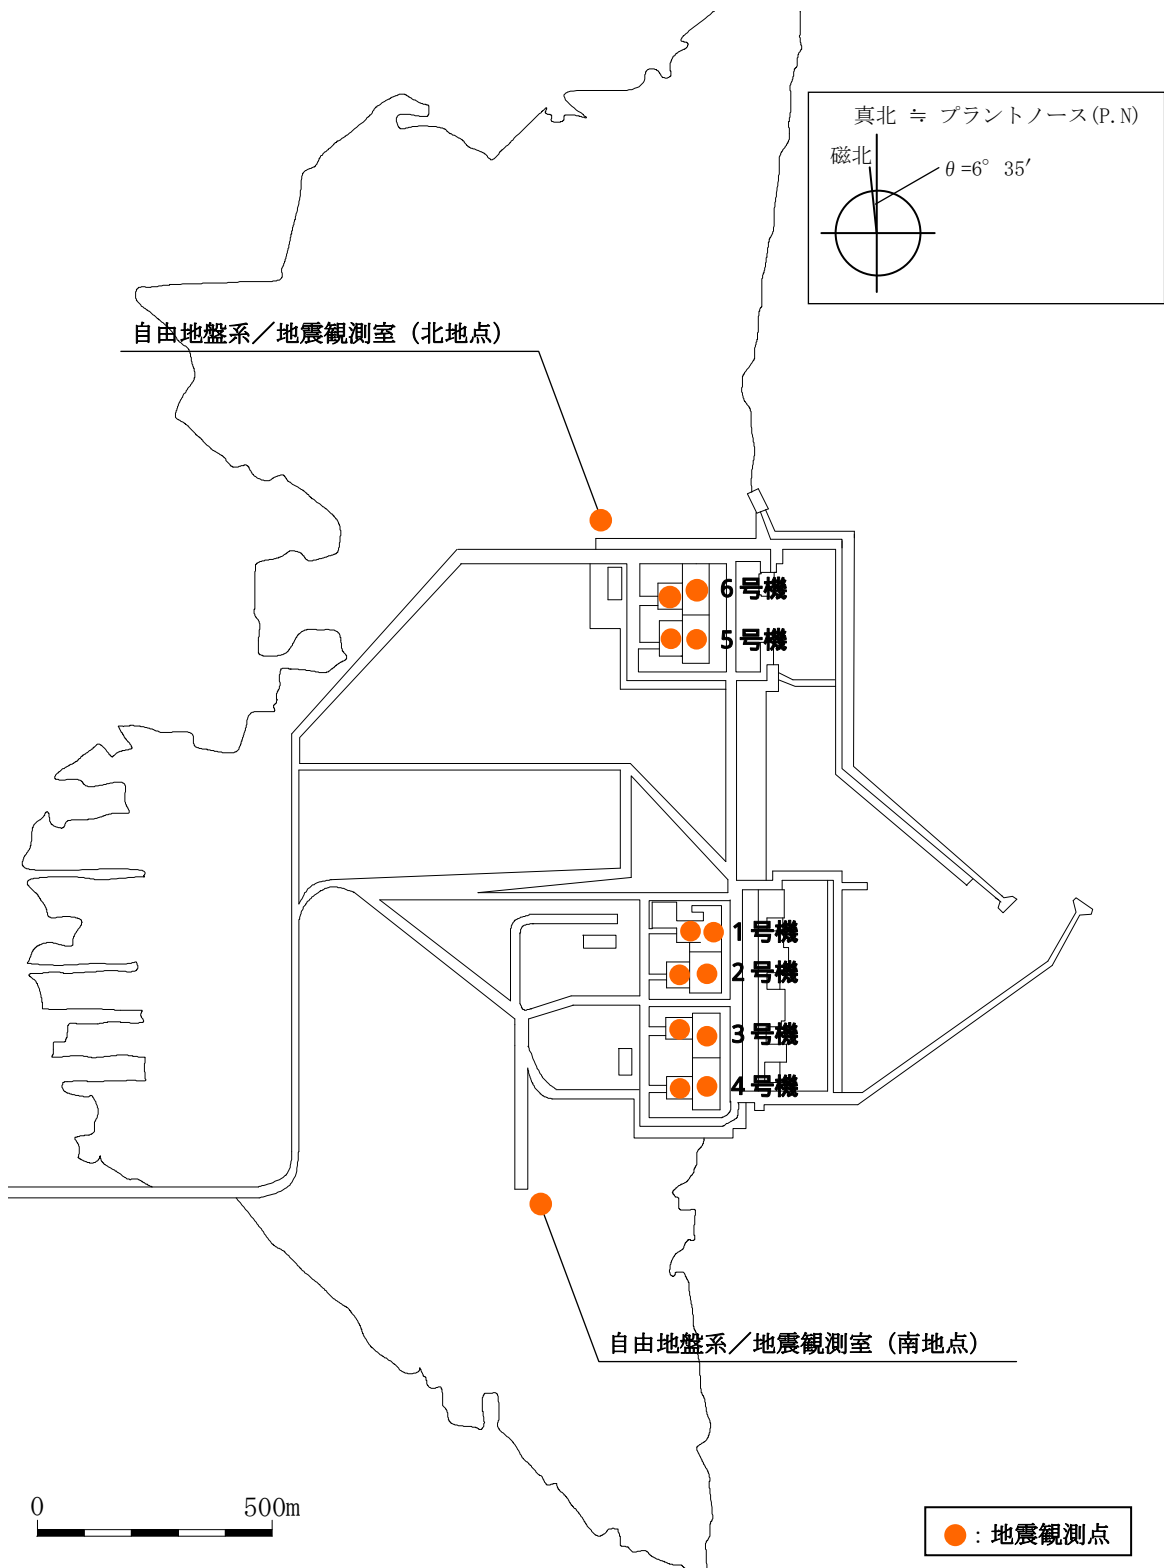 真北 ≒ プラントノース(P.N)
磁北
θ=6° 35′
自由地盤系／地震観測室（北地点）
6号機
5号機
1号機
2号機
3号機
4号機
自由地盤系／地震観測室（南地点）
0 500m
：地震観測点